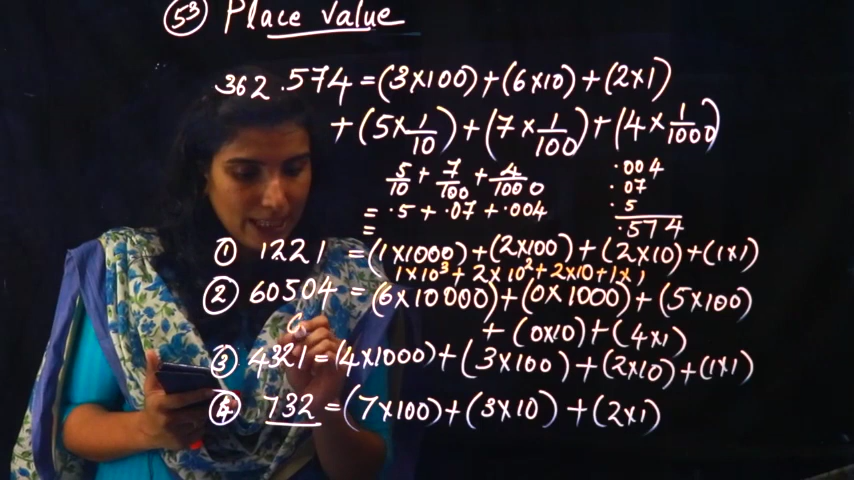 53 Place Value
362.574 = (3×100)+(6×10)+(2×1)
+(5×1/10)+(7×1/100)+(4×1/1000)
5/10 + 7/100 + 4/1000
= .5 + .07 + .004
=
.004
.07
.5
.574
① 1221 = (1×1000)+(2×100)+(2×10)+(1×1)
1×10³+2×10²+2×10+1×1
② 60504 = (6×10000)+(0×1000)+(5×100)
+(0×10)+(4×1)
③ 4321 = (4×1000)+(3×100)+(2×10)+(1×1)
④ 732 = (7×100)+(3×10)+(2×1)